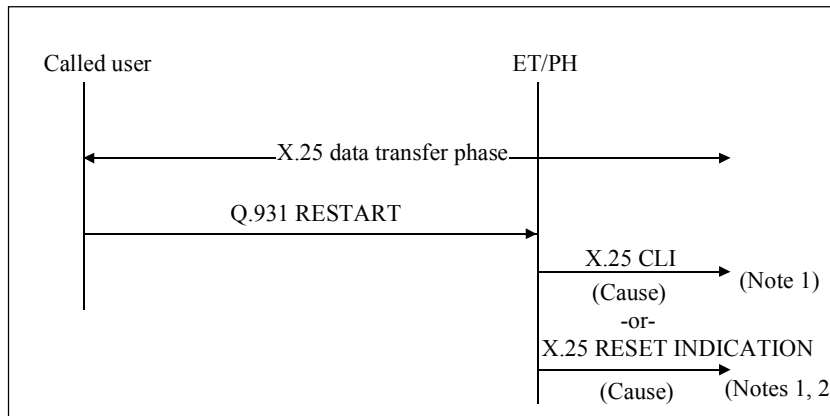 Called user ET/PH
X.25 data transfer phase
Q.931 RESTART
X.25 CLI
(Note 1)
(Cause)
-or-
X.25 RESET INDICATION
(Cause) (Notes 1, 2